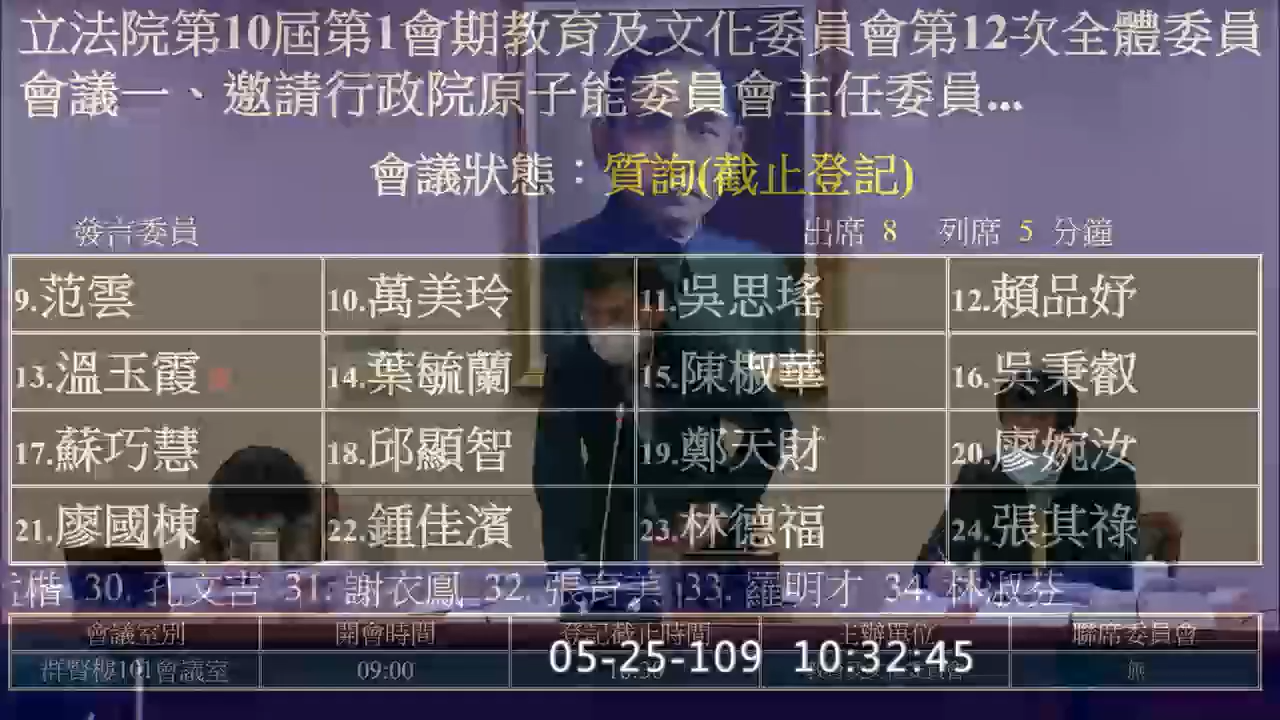 立法院第10屆第1會期教育及文化委員會第12次全體委員
會議一、邀請行政院原子能委員會主任委員...
會議狀態：質詢(截止登記)
發言委員 出席 8 列席 5 分鐘
9.范雲 10.萬美玲 11.吳思瑤 12.賴品妤
13.溫玉霞 14.葉毓蘭 15.陳椒華 16.吳秉叡
17.蘇巧慧 18.邱顯智 19.鄭天財 20.廖婉汝
21.廖國棟 22.鍾佳濱 23.林德福 24.張其祿
楷 30. 孔文吉 31. 謝衣鳳 32. 張育美 33. 羅明才 34. 林淑芬
會議室別 開會時間 登記截止時間 主辦單位 聯席委員會
群賢樓101會議室 09:00 無
05-25-109 10:32:45